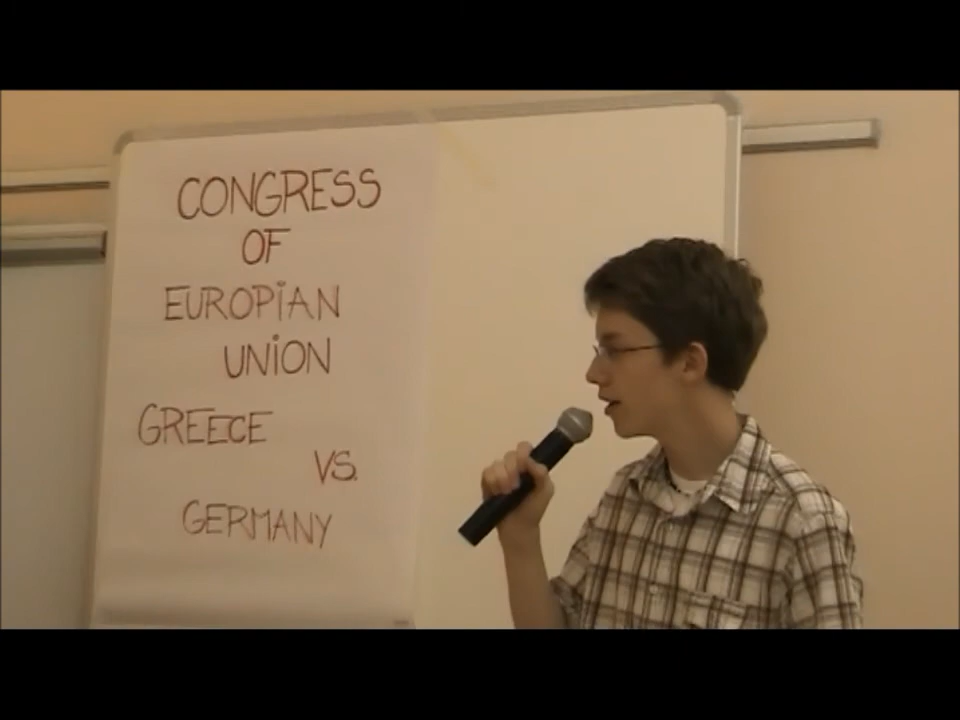 CONGRESS
OF
EUROPIAN
UNION
GREECE
VS.
GERMANY